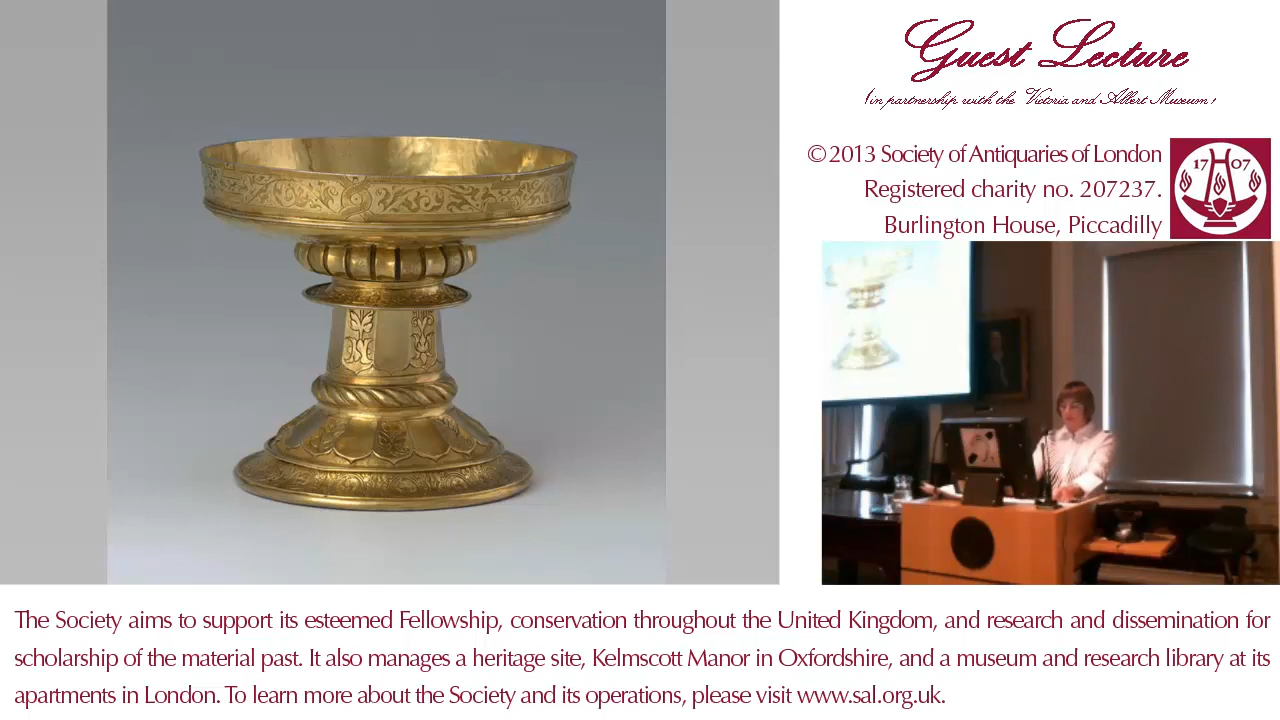 Guest Lecture
(in partnership with the Victoria and Albert Museum)
©2013 Society of Antiquaries of London
Registered charity no. 207237.
Burlington House, Piccadilly
1707
The Society aims to support its esteemed Fellowship, conservation throughout the United Kingdom, and research and dissemination for
scholarship of the material past. It also manages a heritage site, Kelmscott Manor in Oxfordshire, and a museum and research library at its
apartments in London. To learn more about the Society and its operations, please visit www.sal.org.uk.